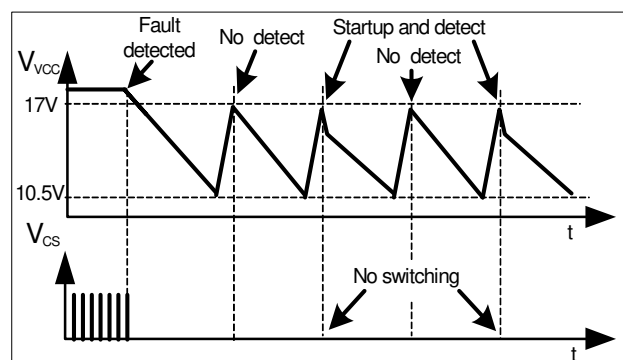 Fault
detected
No detect
Startup and detect
No detect
VVCC
17V
10.5V
t
VCS
No switching
t